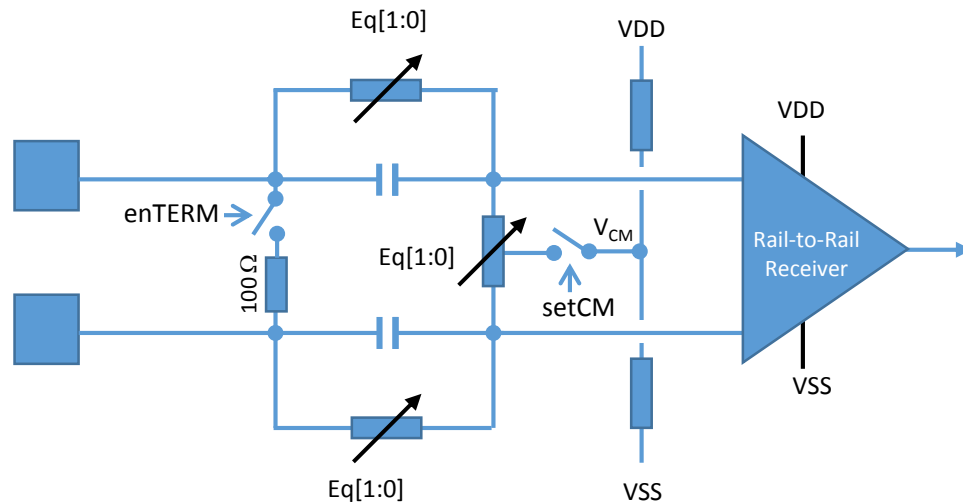 Eq[1:0]
VDD
VDD
enTERM
V_CM
Eq[1:0]
Rail-to-Rail
Receiver
setCM
100 Ω
VSS
Eq[1:0]
VSS